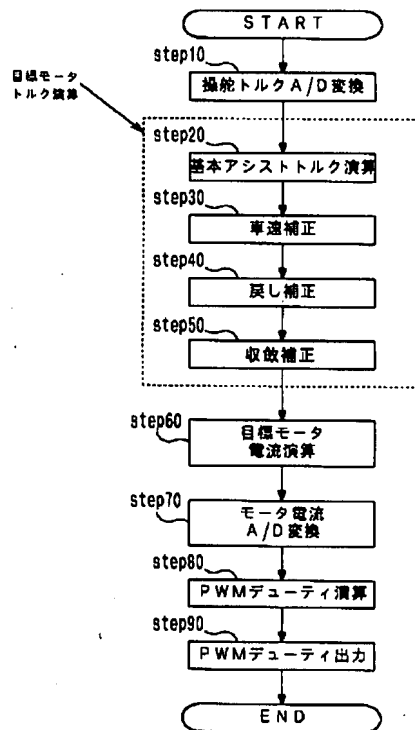 START
step10
操舵トルクA/D変換
目標モータ
トルク演算
step20
基本アシストトルク演算
step30
車速補正
step40
戻し補正
step50
収斂補正
step60
目標モータ
電流演算
step70
モータ電流
A/D変換
step80
PWMデューティ演算
step90
PWMデューティ出力
END